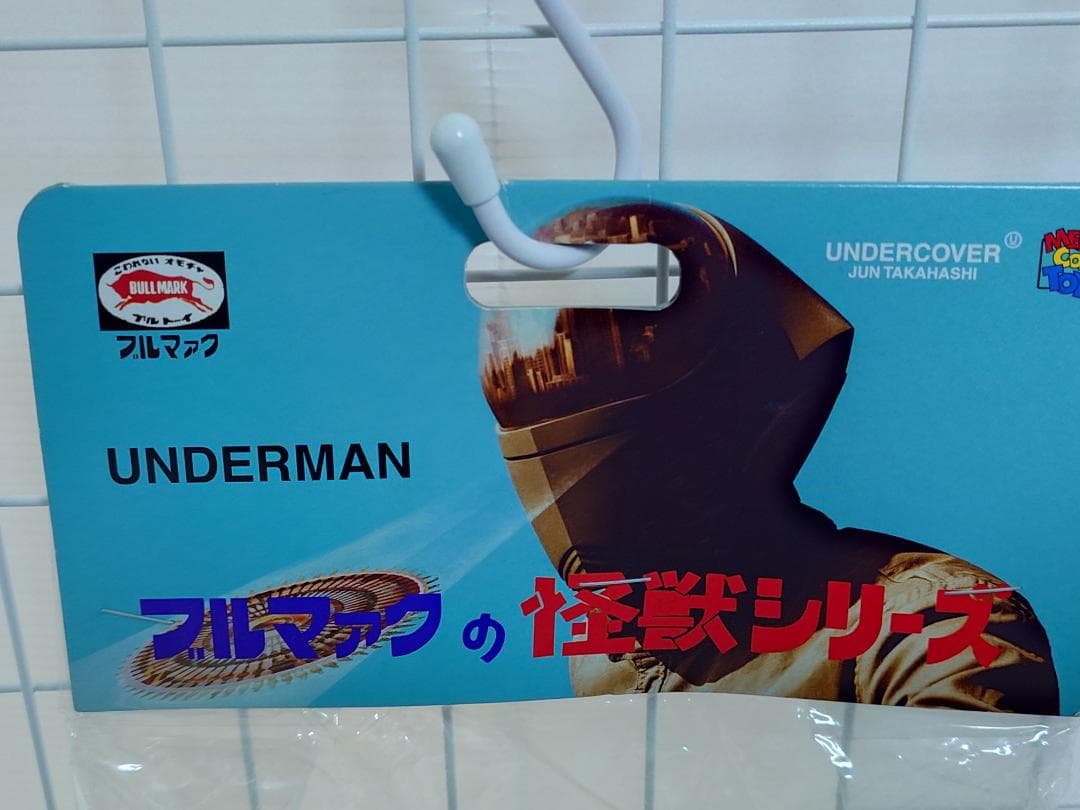 こわれない オモチャ
BULLMARK
ブルトーイ
ブルマァク
UNDERMAN
UNDERCOVER Ⓤ
JUN TAKAHASHI
ブルマァクの怪獣シリーズ